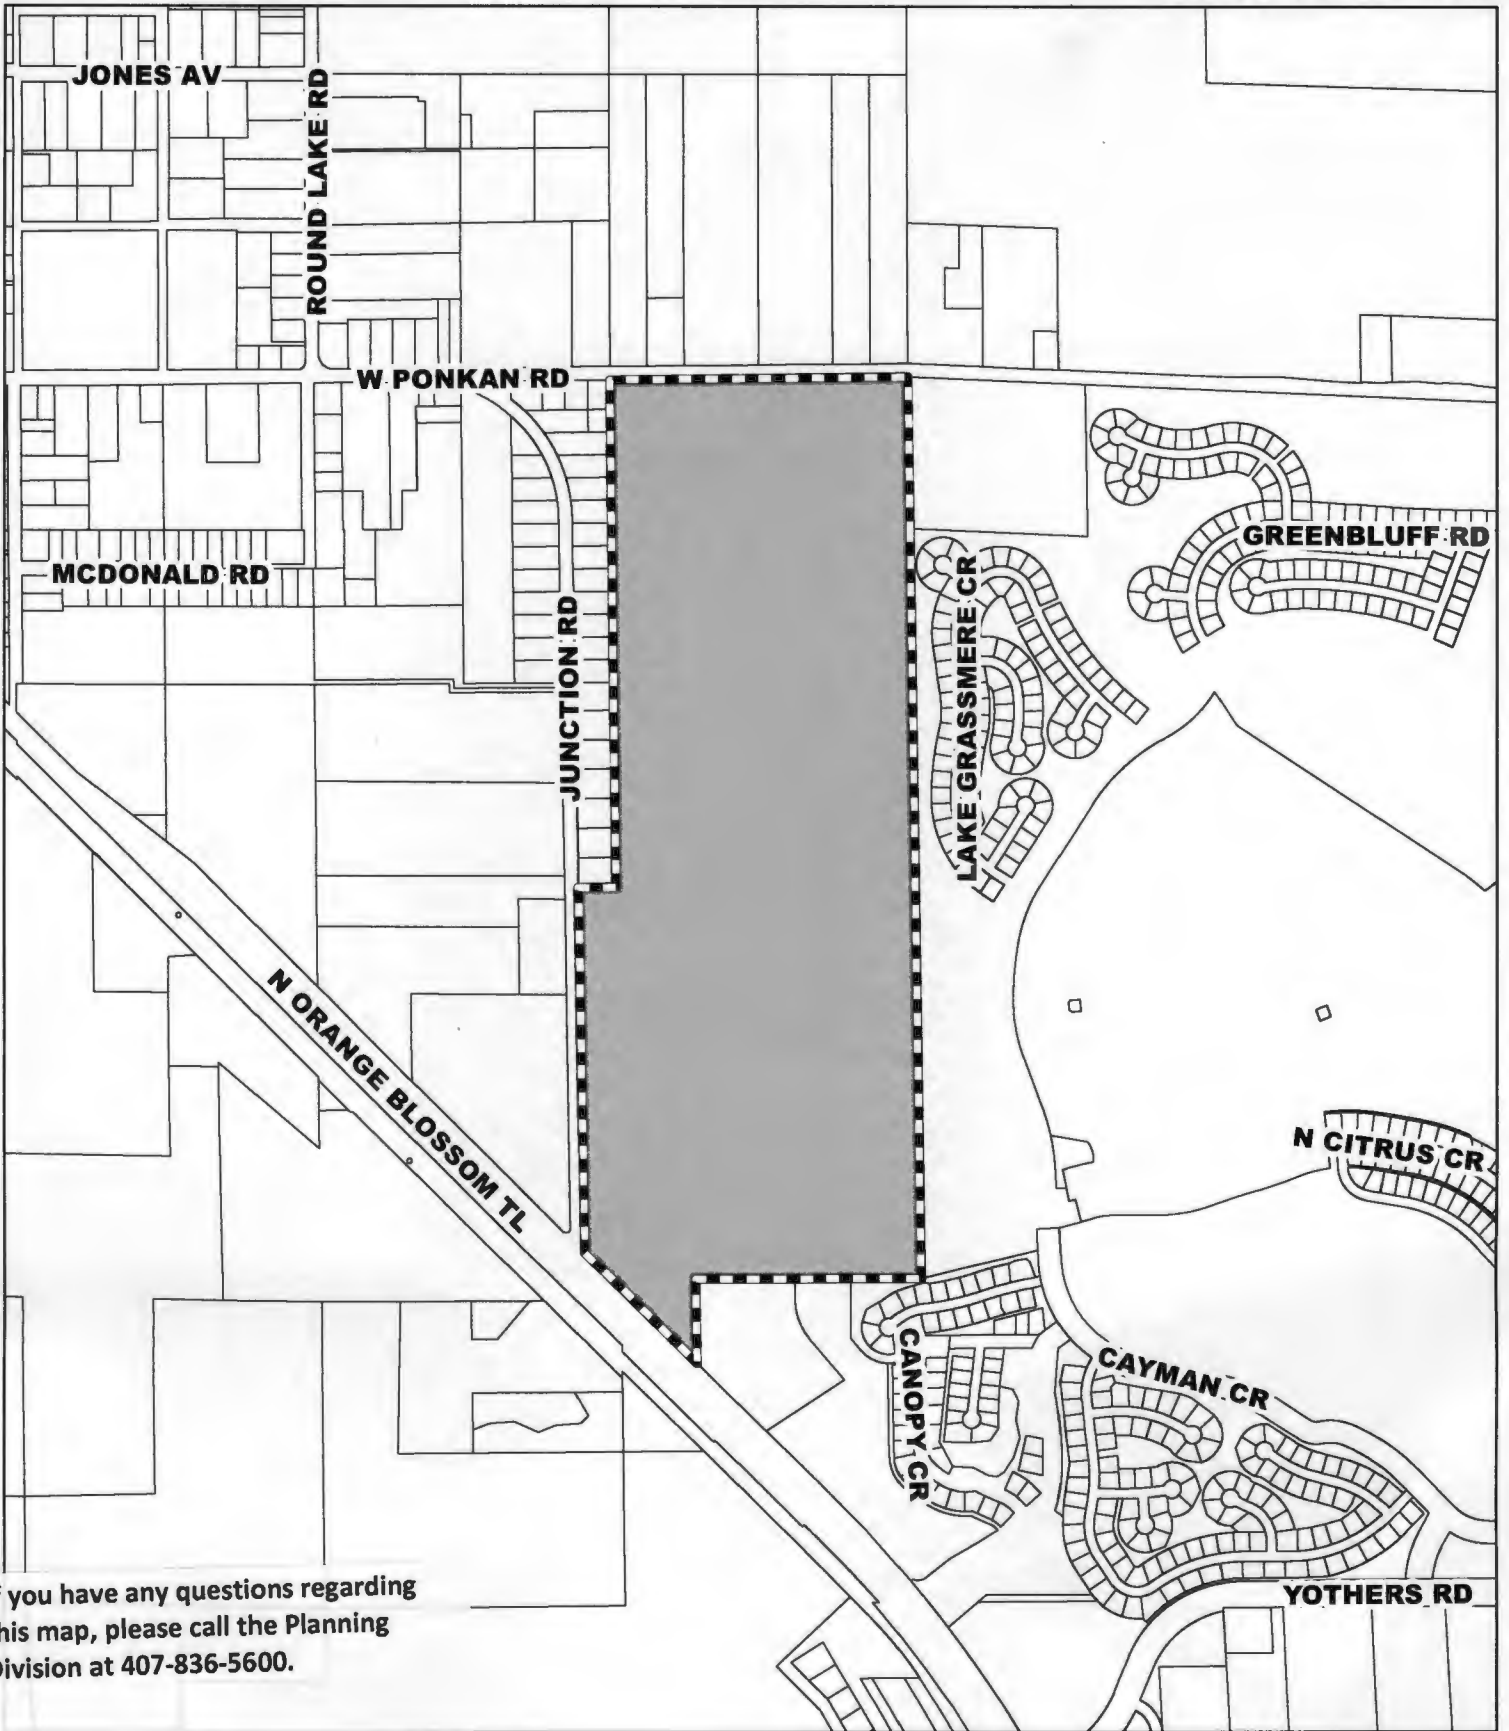 JONES AV
ROUND LAKE RD
W PONKAN RD
GREENBLUFF RD
MCDONALD RD
JUNCTION RD
LAKE GRASSMERE CR
N ORANGE BLOSSOM TL
N CITRUS CR
CANOPY CR
CAYMAN CR
YOTHERS RD
you have any questions regarding
his map, please call the Planning
ivision at 407-836-5600.